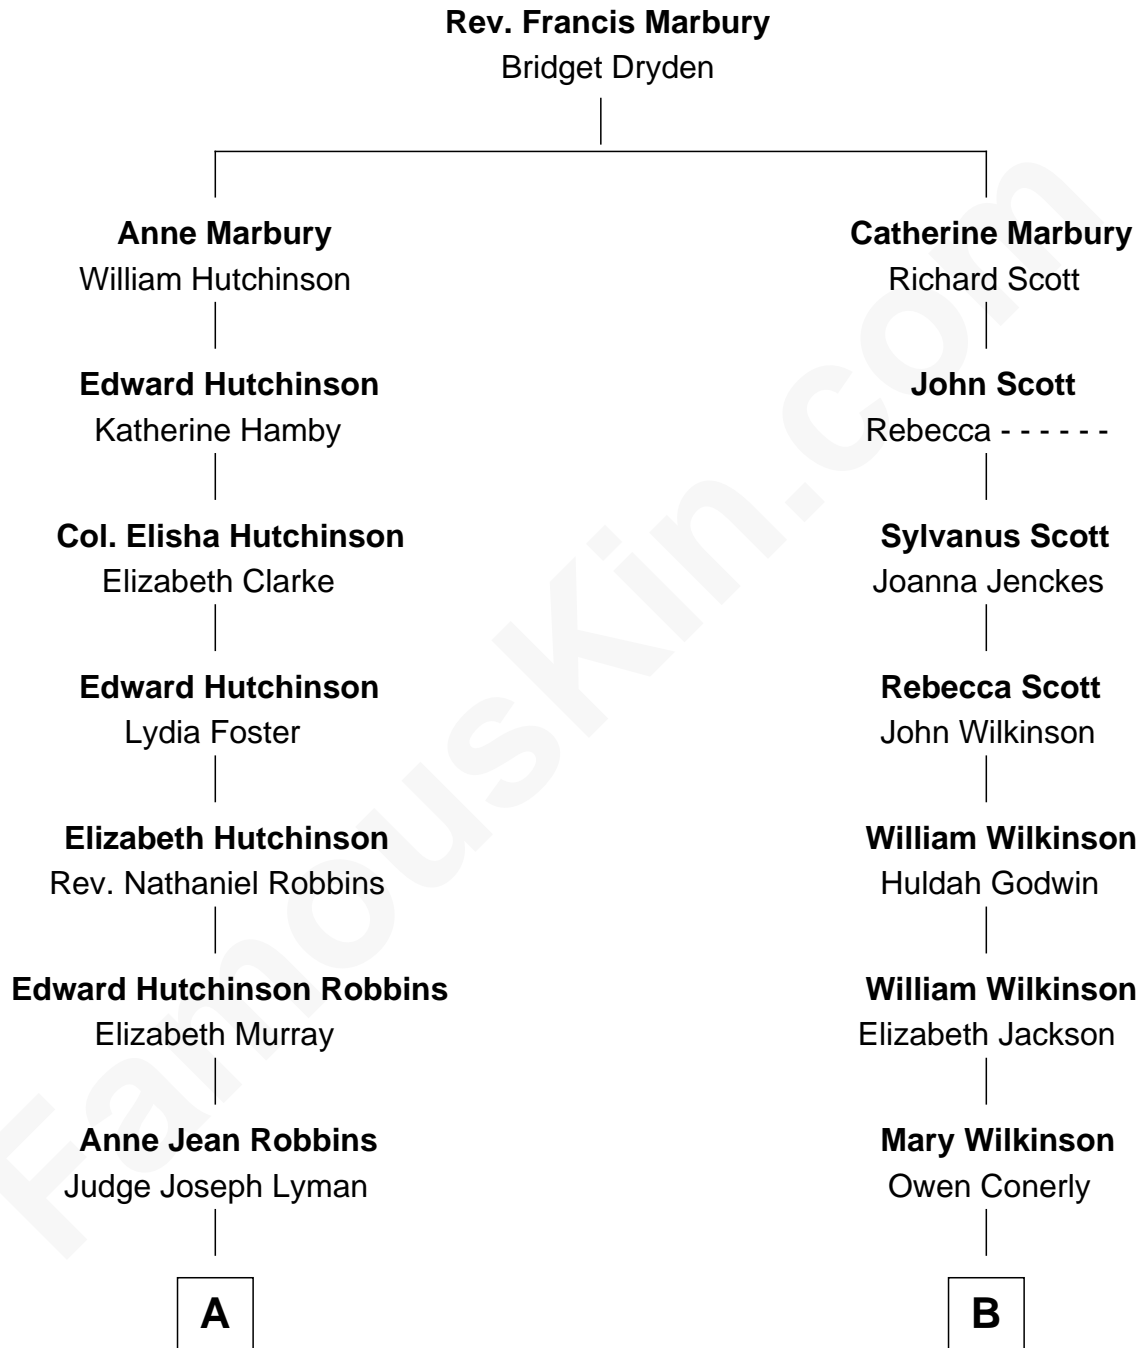 Rev. Francis Marbury
Bridget Dryden
Anne Marbury
William Hutchinson
Catherine Marbury
Richard Scott
Edward Hutchinson
Katherine Hamby
John Scott
Rebecca - - - - - -
Col. Elisha Hutchinson
Elizabeth Clarke
Sylvanus Scott
Joanna Jenckes
Edward Hutchinson
Lydia Foster
Rebecca Scott
John Wilkinson
Elizabeth Hutchinson
Rev. Nathaniel Robbins
William Wilkinson
Huldah Godwin
Edward Hutchinson Robbins
Elizabeth Murray
William Wilkinson
Elizabeth Jackson
Anne Jean Robbins
Judge Joseph Lyman
Mary Wilkinson
Owen Conerly
A
B
FamousKin.com